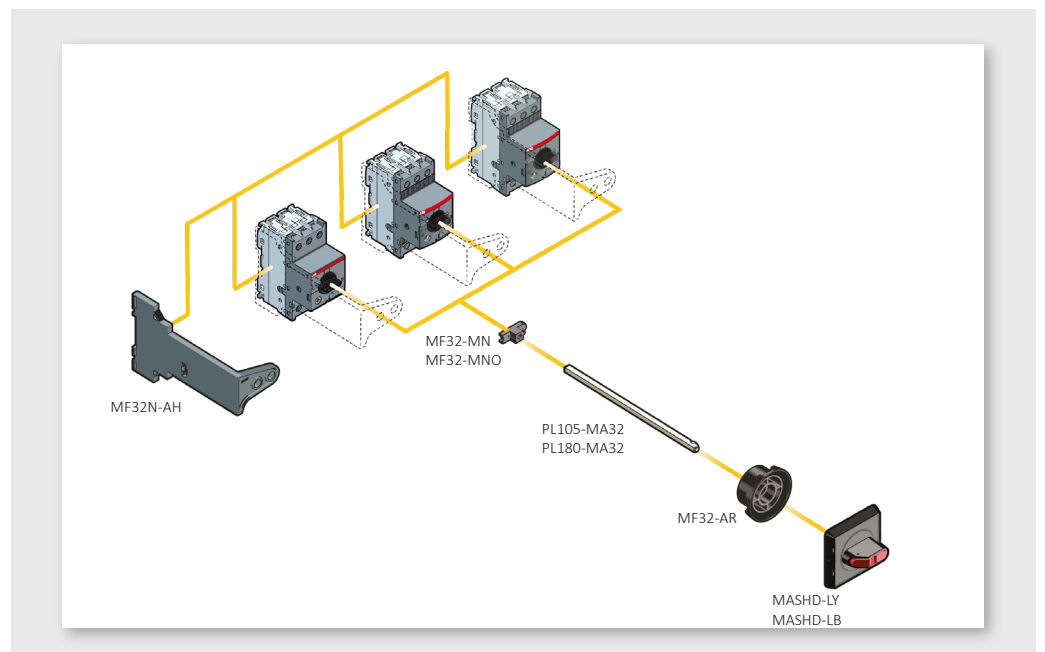 MF32-MN
MF32-MNO
MF32N-AH
PL105-MA32
PL180-MA32
MF32-AR
MASHD-LY
MASHD-LB